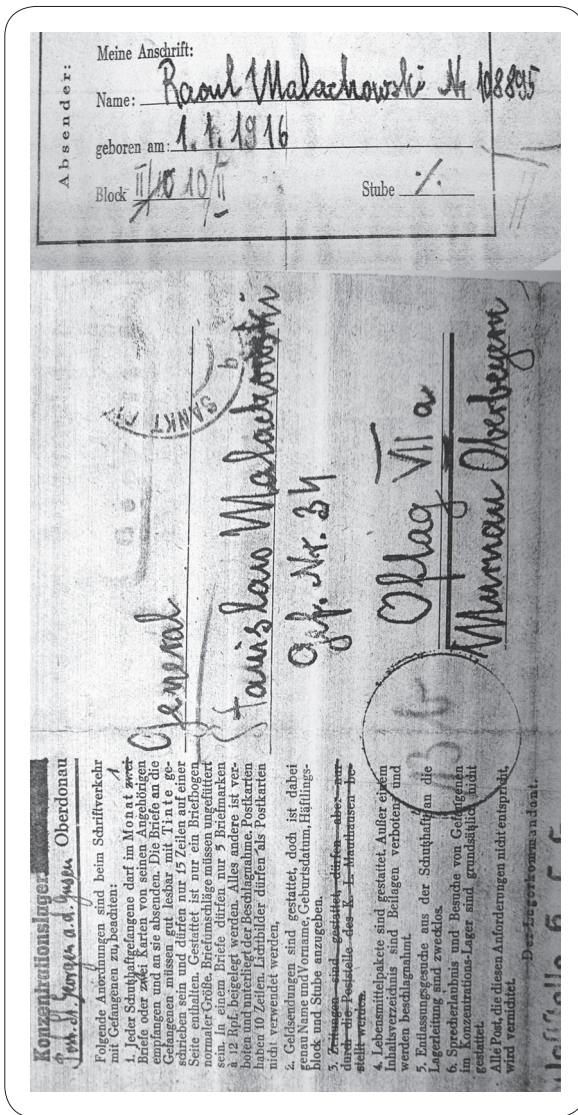 Absender:
Meine Anschrift:
Name: Raoul Malachowski Nr 108895
geboren am: 1. 1. 1916
Block II/10 10/II Stube ·/.
Konzentrationslager
St. Georgen a.d. Gusen Oberdonau
Folgende Anordnungen sind beim Schriftverkehr
mit Gefangenen zu beachten:
1. Jeder Schutzhaftgefangene darf im Monat zwei 1
Briefe oder zwei Karten von seinen Angehörigen
empfangen und an sie absenden. Die Briefe an die
Gefangenen müssen gut lesbar mit Tinte ge-
schrieben sein und dürfen nur 15 Zeilen auf einer
Seite enthalten. Gestattet ist nur ein Briefbogen
normaler Größe. Briefumschläge müssen ungefüttert
sein. In einem Briefe dürfen nur 5 Briefmarken
à 12 Rpf. beigelegt werden. Alles andere ist ver-
boten und unterliegt der Beschlagnahme. Postkarten
haben 10 Zeilen. Lichtbilder dürfen als Postkarten
nicht verwendet werden,
2. Geldsendungen sind gestattet, doch ist dabei
genau Name und Vorname, Geburtsdatum, Häftlings-
block und Stube anzugeben.
3. Zeitungen sind gestattet, dürfen aber nur
durch die Poststelle des K. L. Mauthausen be-
stellt werden.
4. Lebensmittelpakete sind gestattet. Außer einem
Inhaltsverzeichnis sind Beilagen verboten und
werden beschlagnahmt.
5. Entlassungsgesuche aus der Schutzhaft an die
Lagerleitung sind zwecklos.
6. Sprecherlaubnis und Besuche von Gefangenen
im Konzentrations-Lager sind grundsätzlich nicht
gestattet.
Alle Post, die diesen Anforderungen nicht entspricht,
wird vernichtet.
Der Lagerkommandant.
SANKT
b
General
Stanislaw Malachowski
Gef. Nr. 34
Oflag VII a
Murnau Oberbayern